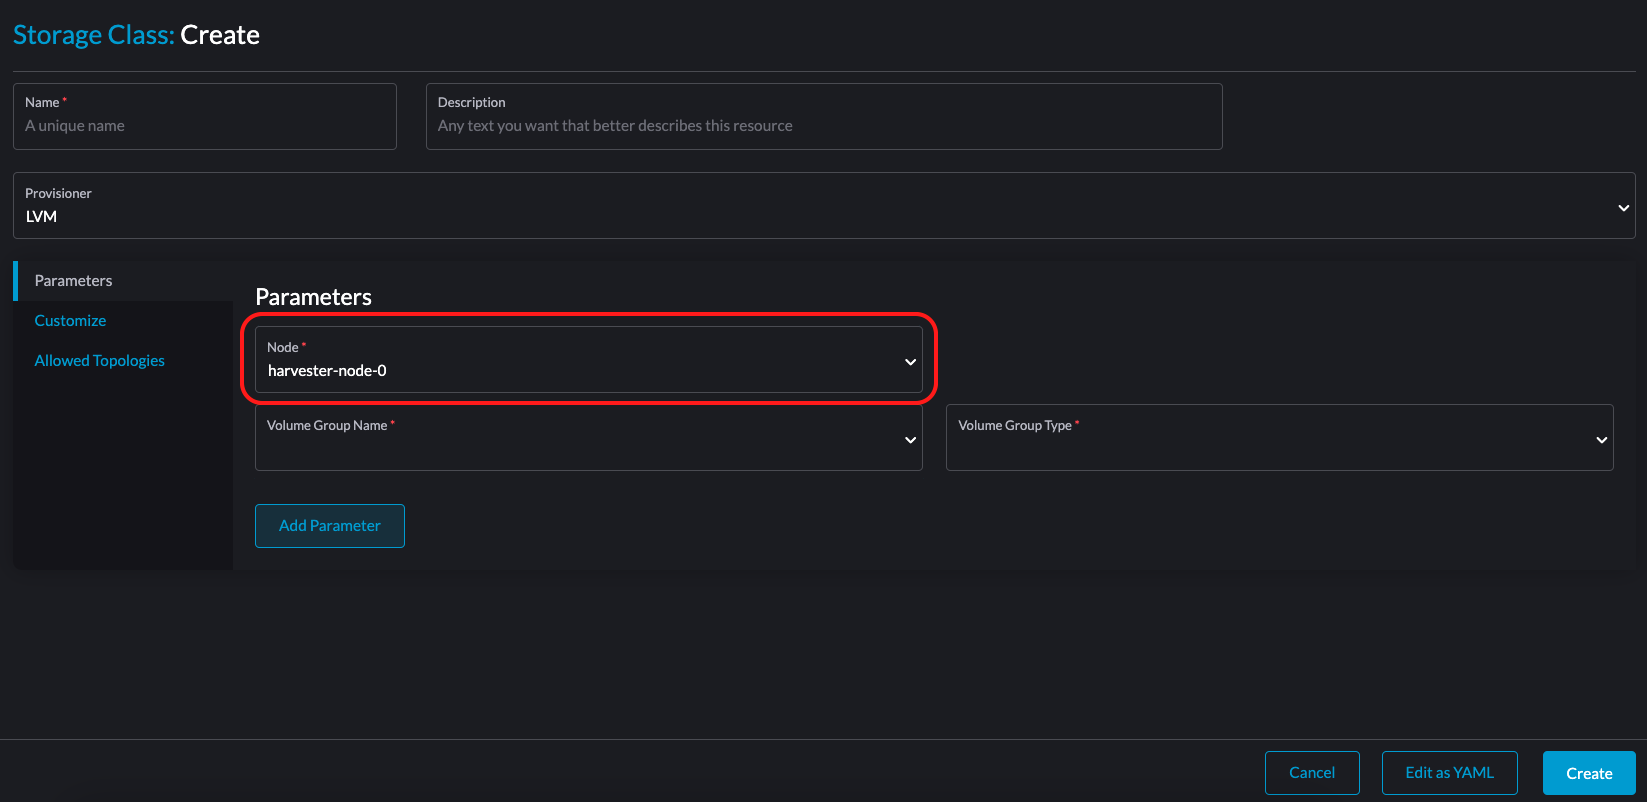 Storage Class: Create
Name *
A unique name
Description
Any text you want that better describes this resource
Provisioner
LVM
Parameters
Customize
Allowed Topologies
Parameters
Node *
harvester-node-0
Volume Group Name *
Volume Group Type *
Add Parameter
Cancel
Edit as YAML
Create